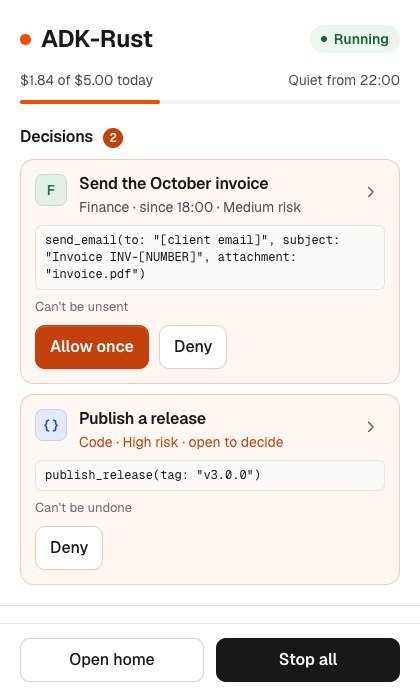 ADK-Rust
Running
$1.84 of $5.00 today
Quiet from 22:00
Decisions 2
F
Send the October invoice
Finance · since 18:00 · Medium risk
send_email(to: "[client email]", subject:
"Invoice INV-[NUMBER]", attachment:
"invoice.pdf")
Can't be unsent
Allow once
Deny
{}
Publish a release
Code · High risk · open to decide
publish_release(tag: "v3.0.0")
Can't be undone
Deny
Open home
Stop all